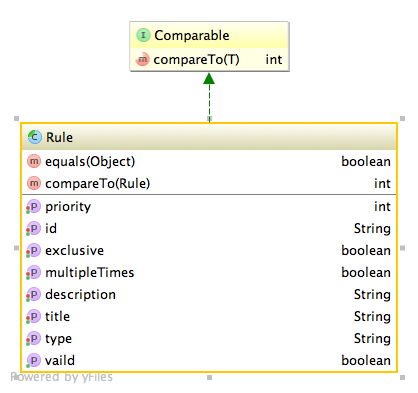 I Comparable
m compareTo(T) int
C Rule
m equals(Object) boolean
m compareTo(Rule) int
P priority int
P id String
P exclusive boolean
P multipleTimes boolean
P description String
P title String
P type String
P vaild boolean
Powered by yFiles